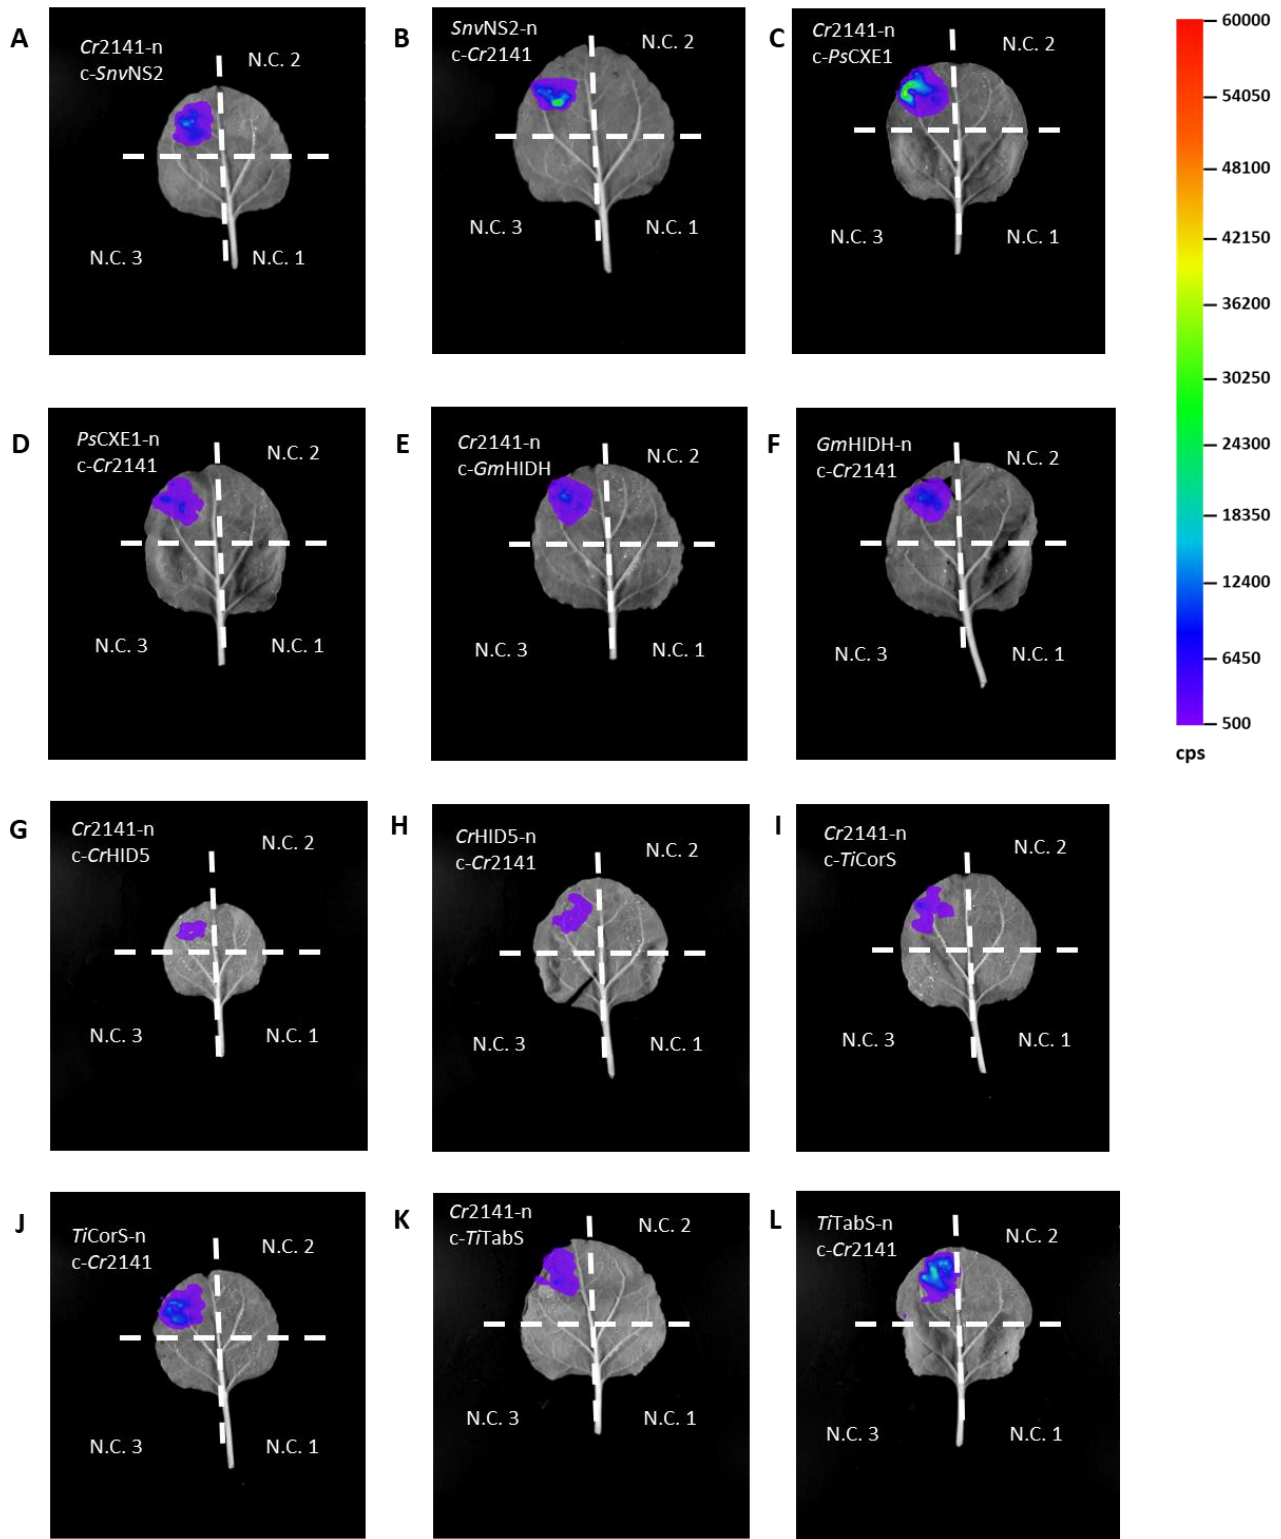 A
Cr2141-n
c-SnvNS2
N.C. 2
N.C. 3
N.C. 1
B
SnvNS2-n
c-Cr2141
N.C. 2
N.C. 3
N.C. 1
C
Cr2141-n
c-PsCXE1
N.C. 2
N.C. 3
N.C. 1
D
PsCXE1-n
c-Cr2141
N.C. 2
N.C. 3
N.C. 1
E
Cr2141-n
c-GmHIDH
N.C. 2
N.C. 3
N.C. 1
F
GmHIDH-n
c-Cr2141
N.C. 2
N.C. 3
N.C. 1
G
Cr2141-n
c-CrHID5
N.C. 2
N.C. 3
N.C. 1
H
CrHID5-n
c-Cr2141
N.C. 2
N.C. 3
N.C. 1
I
Cr2141-n
c-TiCorS
N.C. 2
N.C. 3
N.C. 1
J
TiCorS-n
c-Cr2141
N.C. 2
N.C. 3
N.C. 1
K
Cr2141-n
c-TiTabS
N.C. 2
N.C. 3
N.C. 1
L
TiTabS-n
c-Cr2141
N.C. 2
N.C. 3
N.C. 1
60000
54050
48100
42150
36200
30250
24300
18350
12400
6450
500
cps